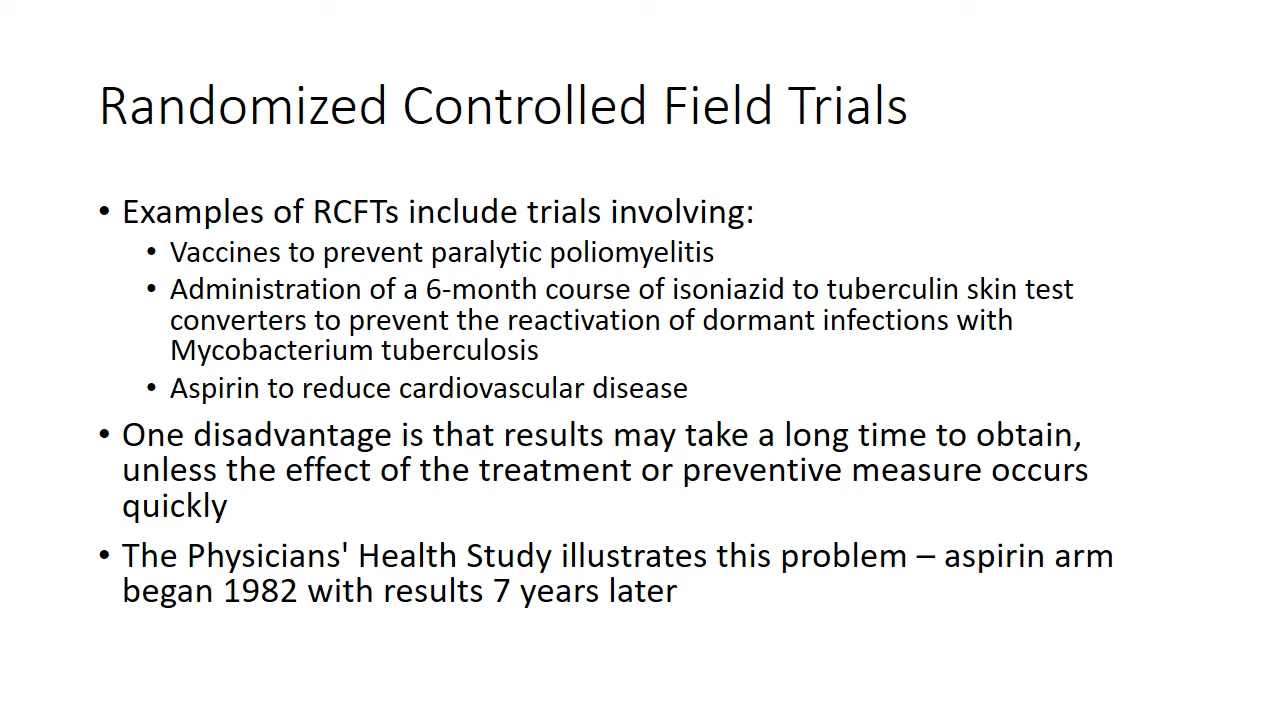 Randomized Controlled Field Trials
• Examples of RCFTs include trials involving:
• Vaccines to prevent paralytic poliomyelitis
• Administration of a 6-month course of isoniazid to tuberculin skin test
converters to prevent the reactivation of dormant infections with
Mycobacterium tuberculosis
• Aspirin to reduce cardiovascular disease
• One disadvantage is that results may take a long time to obtain,
unless the effect of the treatment or preventive measure occurs
quickly
• The Physicians' Health Study illustrates this problem – aspirin arm
began 1982 with results 7 years later